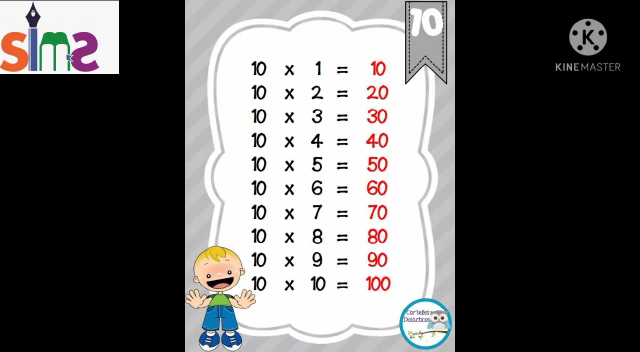 SIMS
KINEMASTER
10
10 x 1 = 10
10 x 2 = 20
10 x 3 = 30
10 x 4 = 40
10 x 5 = 50
10 x 6 = 60
10 x 7 = 70
10 x 8 = 80
10 x 9 = 90
10 x 10 = 100
Carteles
Didácticos